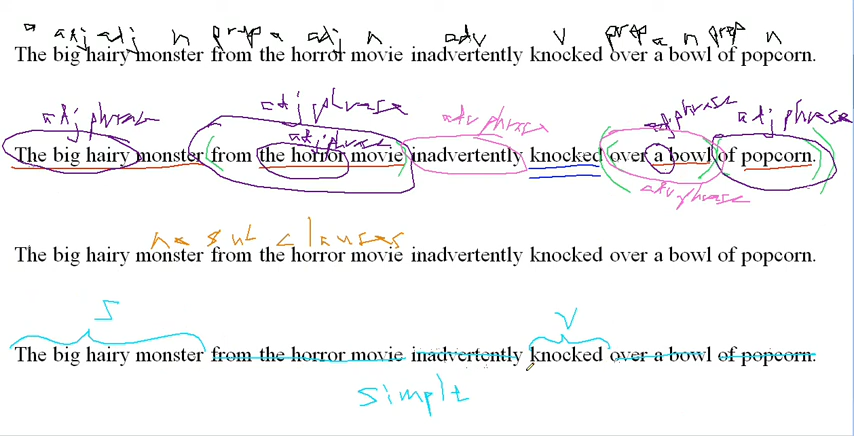 a adj adj n prep a adj n adv v prep a n prep n
The big hairy monster from the horror movie inadvertently knocked over a bowl of popcorn.
adj phrase adj phrase adv phrase adj phrase adj phrase
adj phrase
The big hairy monster from the horror movie inadvertently knocked over a bowl of popcorn.
adv phrase
no sub clauses
The big hairy monster from the horror movie inadvertently knocked over a bowl of popcorn.
S V
The big hairy monster from the horror movie inadvertently knocked over a bowl of popcorn.
simple